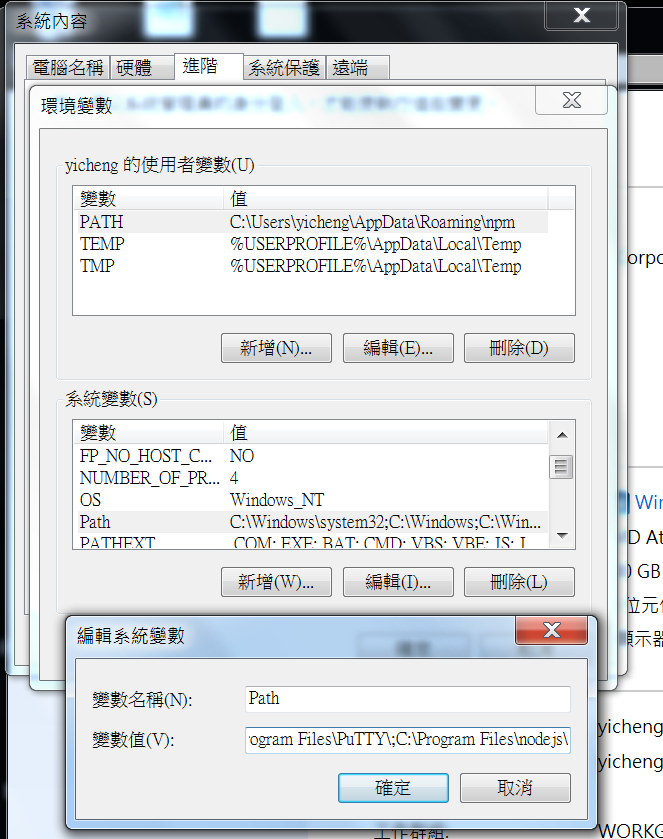 系統內容
電腦名稱 硬體 進階 系統保護 遠端
環境變數
yicheng 的使用者變數(U)
變數 值
PATH C:\Users\yicheng\AppData\Roaming\npm
TEMP %USERPROFILE%\AppData\Local\Temp
TMP %USERPROFILE%\AppData\Local\Temp
新增(N)... 編輯(E)... 刪除(D)
系統變數(S)
變數 值
FP_NO_HOST_C... NO
NUMBER_OF_PR... 4
OS Windows_NT
Path C:\Windows\system32;C:\Windows;C:\Win...
PATHEXT .COM;.EXE;.BAT;.CMD;.VBS;.VBE;.JS;.J...
新增(W)... 編輯(I)... 刪除(L)
編輯系統變數
變數名稱(N): Path
變數值(V): ogram Files\PuTTY\;C:\Program Files\nodejs\
確定 取消
orpo
Win
D At
GB
位元
顯示器
yicheng
yicheng
工作群組:
WORKG